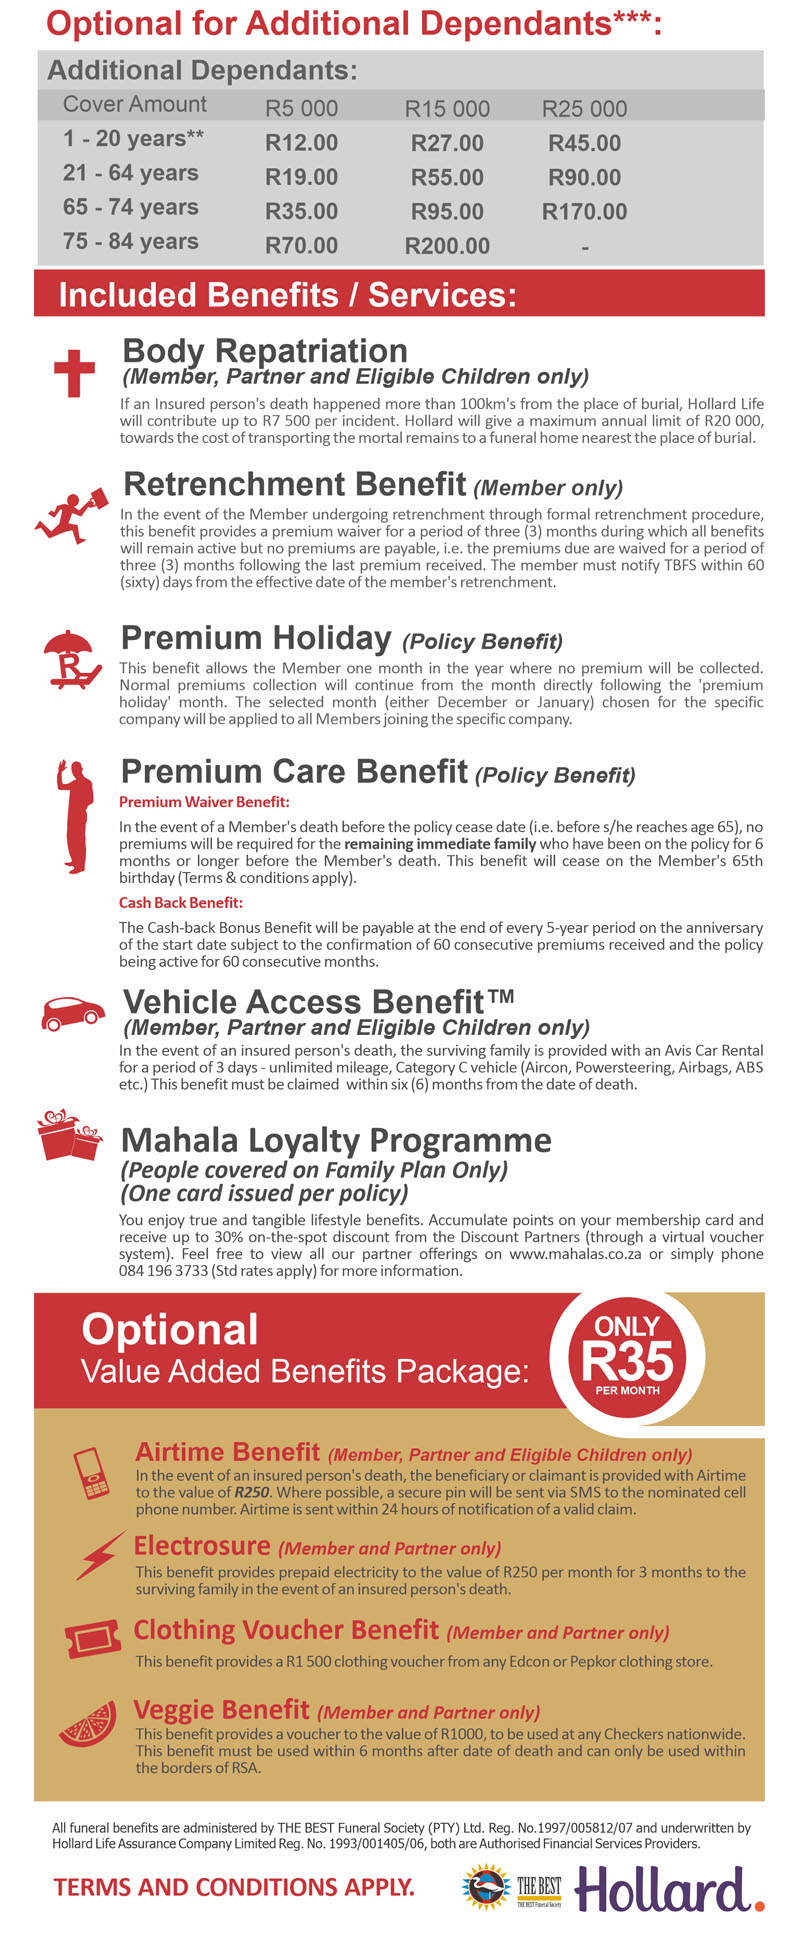 Optional for Additional Dependants***:
Additional Dependants:
Cover Amount R5 000 R15 000 R25 000
1 - 20 years** R12.00 R27.00 R45.00
21 - 64 years R19.00 R55.00 R90.00
65 - 74 years R35.00 R95.00 R170.00
75 - 84 years R70.00 R200.00 -
Included Benefits / Services:
Body Repatriation
(Member, Partner and Eligible Children only)
If an Insured person's death happened more than 100km's from the place of burial, Hollard Life
will contribute up to R7 500 per incident. Hollard will give a maximum annual limit of R20 000,
towards the cost of transporting the mortal remains to a funeral home nearest the place of burial.
Retrenchment Benefit (Member only)
In the event of the Member undergoing retrenchment through formal retrenchment procedure,
this benefit provides a premium waiver for a period of three (3) months during which all benefits
will remain active but no premiums are payable, i.e. the premiums due are waived for a period of
three (3) months following the last premium received. The member must notify TBFS within 60
(sixty) days from the effective date of the member's retrenchment.
R
Premium Holiday (Policy Benefit)
This benefit allows the Member one month in the year where no premium will be collected.
Normal premiums collection will continue from the month directly following the 'premium
holiday' month. The selected month (either December or January) chosen for the specific
company will be applied to all Members joining the specific company.
Premium Care Benefit (Policy Benefit)
Premium Waiver Benefit:
In the event of a Member's death before the policy cease date (i.e. before s/he reaches age 65), no
premiums will be required for the remaining immediate family who have been on the policy for 6
months or longer before the Member's death. This benefit will cease on the Member's 65th
birthday (Terms & conditions apply).
Cash Back Benefit:
The Cash-back Bonus Benefit will be payable at the end of every 5-year period on the anniversary
of the start date subject to the confirmation of 60 consecutive premiums received and the policy
being active for 60 consecutive months.
Vehicle Access Benefit™
(Member, Partner and Eligible Children only)
In the event of an insured person's death, the surviving family is provided with an Avis Car Rental
for a period of 3 days - unlimited mileage, Category C vehicle (Aircon, Powersteering, Airbags, ABS
etc.) This benefit must be claimed within six (6) months from the date of death.
Mahala Loyalty Programme
(People covered on Family Plan Only)
(One card issued per policy)
You enjoy true and tangible lifestyle benefits. Accumulate points on your membership card and
receive up to 30% on-the-spot discount from the Discount Partners (through a virtual voucher
system). Feel free to view all our partner offerings on www.mahalas.co.za or simply phone
084 196 3733 (Std rates apply) for more information.
Optional
Value Added Benefits Package:
ONLY
R35
PER MONTH
Airtime Benefit (Member, Partner and Eligible Children only)
In the event of an insured person's death, the beneficiary or claimant is provided with Airtime
to the value of R250. Where possible, a secure pin will be sent via SMS to the nominated cell
phone number. Airtime is sent within 24 hours of notification of a valid claim.
Electrosure (Member and Partner only)
This benefit provides prepaid electricity to the value of R250 per month for 3 months to the
surviving family in the event of an insured person's death.
Clothing Voucher Benefit (Member and Partner only)
This benefit provides a R1 500 clothing voucher from any Edcon or Pepkor clothing store.
Veggie Benefit (Member and Partner only)
This benefit provides a voucher to the value of R1000, to be used at any Checkers nationwide.
This benefit must be used within 6 months after date of death and can only be used within
the borders of RSA.
All funeral benefits are administered by THE BEST Funeral Society (PTY) Ltd. Reg. No.1997/005812/07 and underwritten by
Hollard Life Assurance Company Limited Reg. No. 1993/001405/06, both are Authorised Financial Services Providers.
TERMS AND CONDITIONS APPLY.
THE BEST
THE BEST Funeral Society
Hollard.